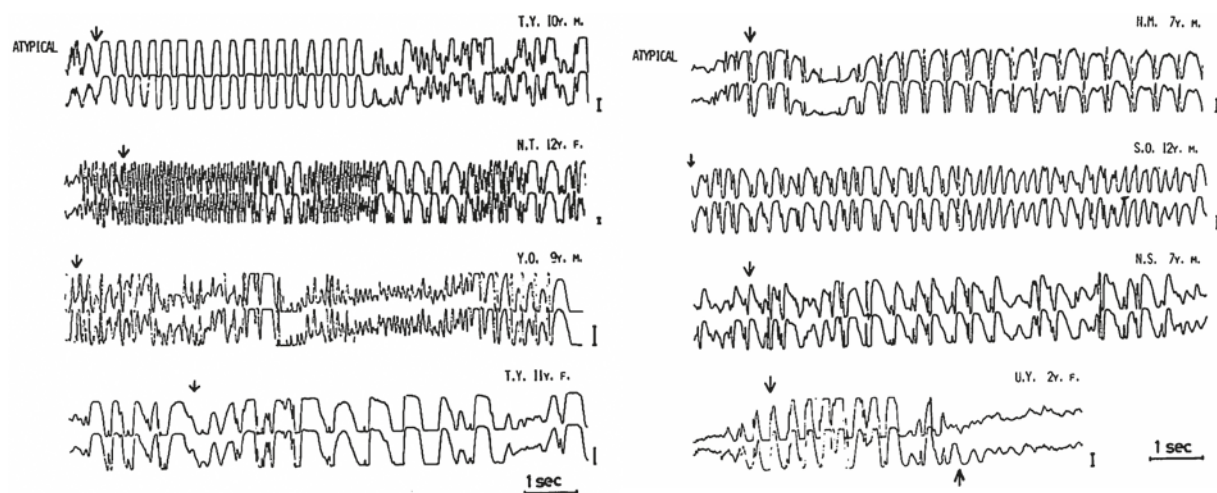 T.Y. 10Y. M.
ATYPICAL
N.T. 12Y. F.
Y.O. 9Y. M.
T.Y. 11Y. F.
1 SEC
N.M. 7Y. M.
ATYPICAL
S.O. 12Y. M.
N.S. 7Y. M.
U.Y. 2Y. F.
1 SEC